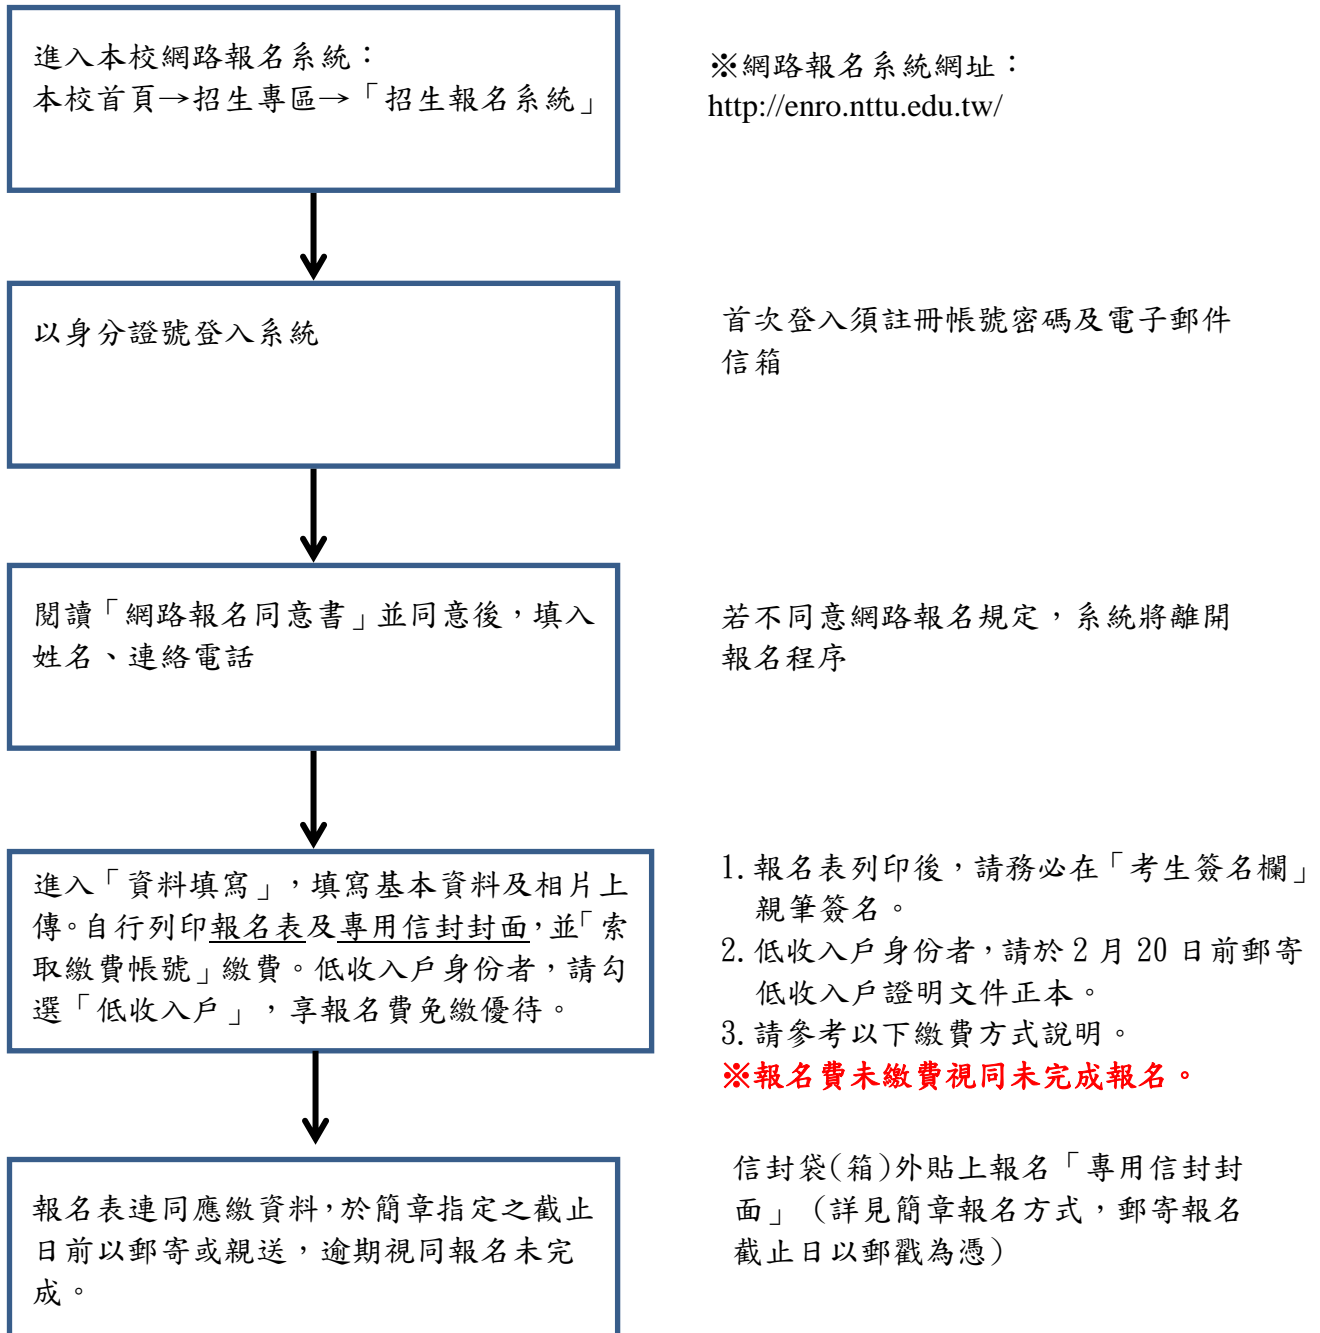 進入本校網路報名系統：
本校首頁→招生專區→「招生報名系統」
※網路報名系統網址：
http://enro.nttu.edu.tw/
以身分證號登入系統
首次登入須註冊帳號密碼及電子郵件
信箱
閱讀「網路報名同意書」並同意後，填入
姓名、連絡電話
若不同意網路報名規定，系統將離開
報名程序
進入「資料填寫」，填寫基本資料及相片上
傳。自行列印報名表及專用信封封面，並「索
取繳費帳號」繳費。低收入戶身份者，請勾
選「低收入戶」，享報名費免繳優待。
1.報名表列印後，請務必在「考生簽名欄」
親筆簽名。
2.低收入戶身份者，請於 2 月 20 日前郵寄
低收入戶證明文件正本。
3.請參考以下繳費方式說明。
※報名費未繳費視同未完成報名。
報名表連同應繳資料，於簡章指定之截止
日前以郵寄或親送，逾期視同報名未完
成。
信封袋(箱)外貼上報名「專用信封封
面」（詳見簡章報名方式，郵寄報名
截止日以郵戳為憑）